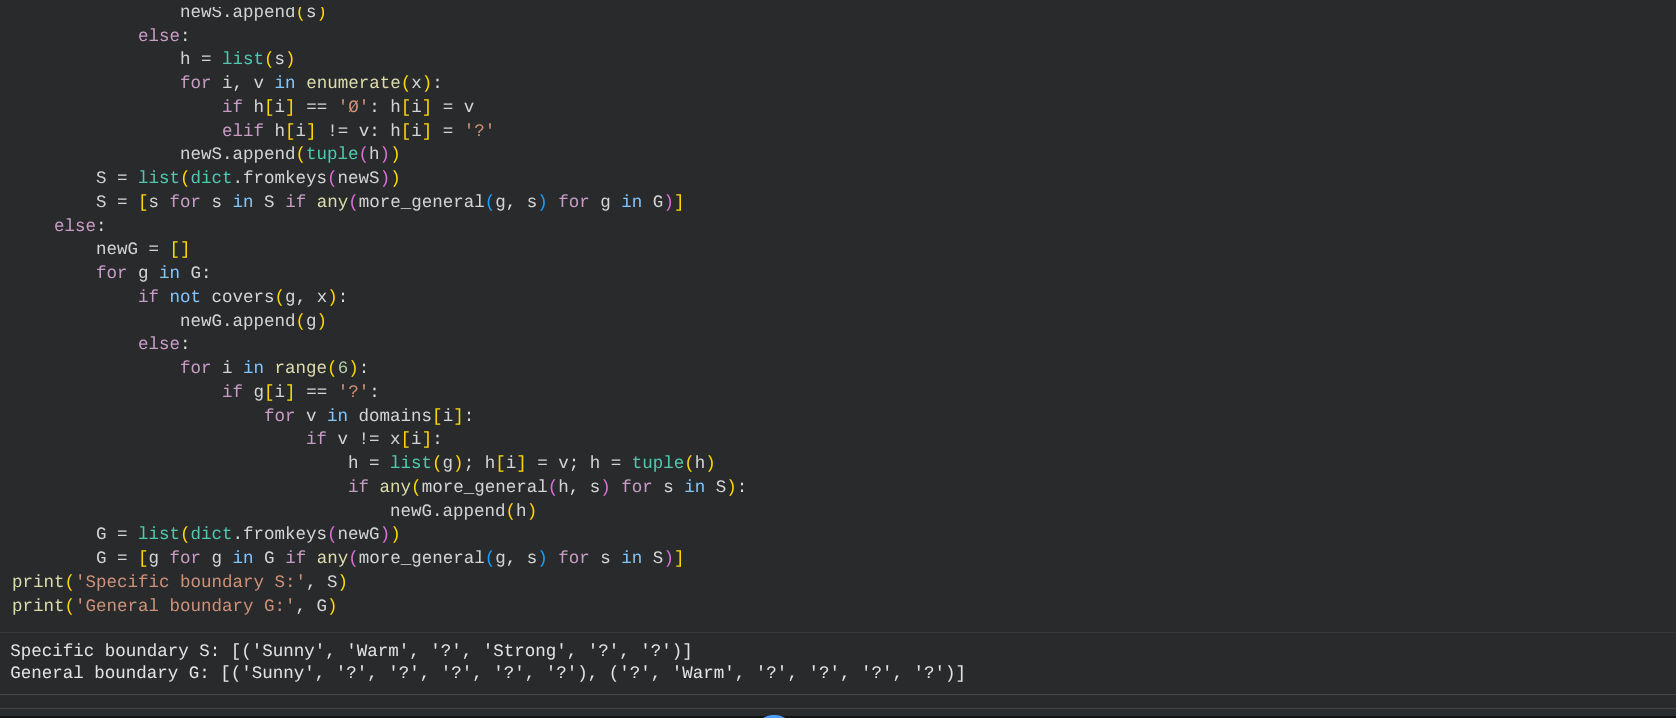 newS.append(s)
            else:
                h = list(s)
                for i, v in enumerate(x):
                    if h[i] == 'Ø': h[i] = v
                    elif h[i] != v: h[i] = '?'
                newS.append(tuple(h))
        S = list(dict.fromkeys(newS))
        S = [s for s in S if any(more_general(g, s) for g in G)]
    else:
        newG = []
        for g in G:
            if not covers(g, x):
                newG.append(g)
            else:
                for i in range(6):
                    if g[i] == '?':
                        for v in domains[i]:
                            if v != x[i]:
                                h = list(g); h[i] = v; h = tuple(h)
                                if any(more_general(h, s) for s in S):
                                    newG.append(h)
        G = list(dict.fromkeys(newG))
        G = [g for g in G if any(more_general(g, s) for s in S)]
print('Specific boundary S:', S)
print('General boundary G:', G)
Specific boundary S: [('Sunny', 'Warm', '?', 'Strong', '?', '?')]
General boundary G: [('Sunny', '?', '?', '?', '?', '?'), ('?', 'Warm', '?', '?', '?', '?')]